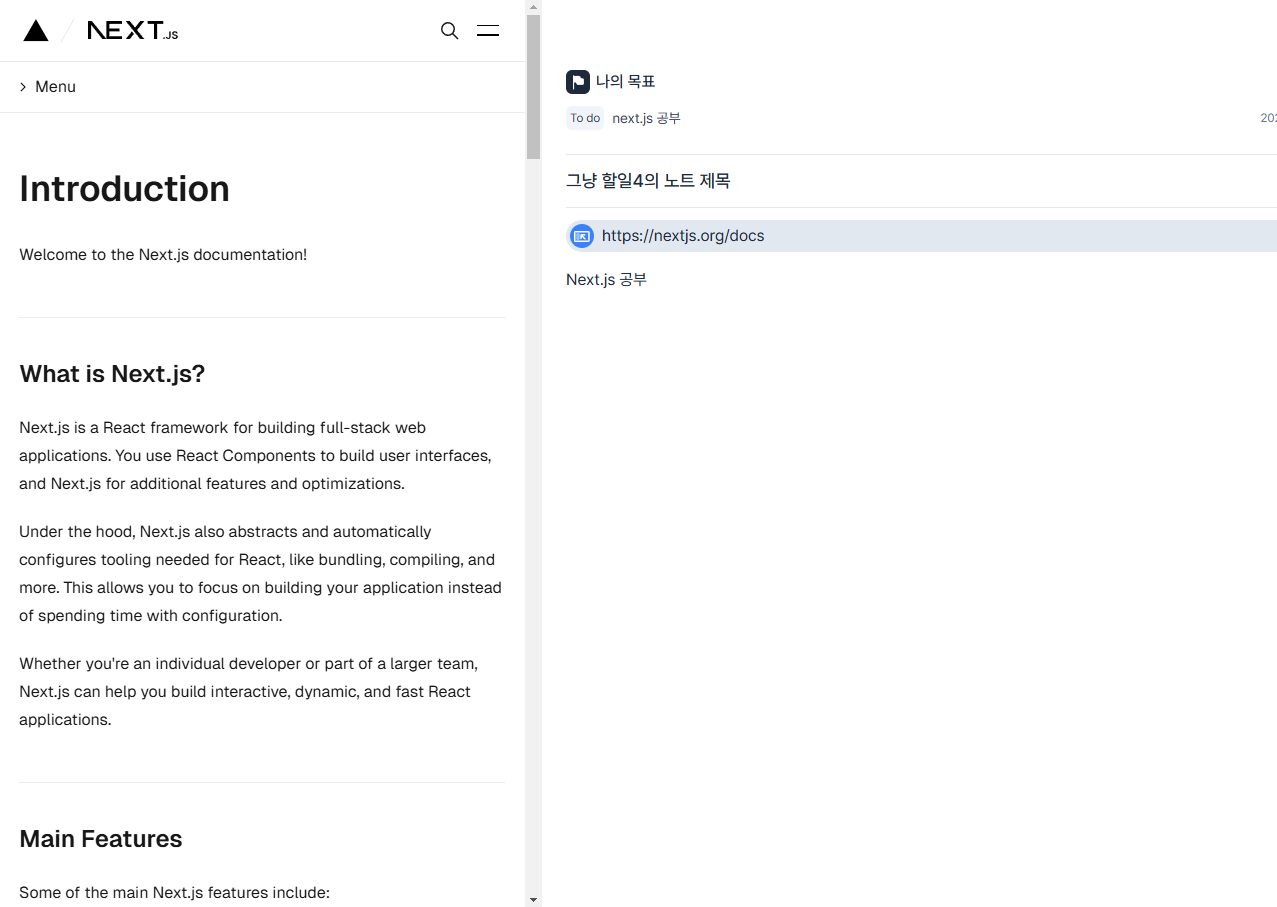 NEXT.JS
Menu
Introduction
Welcome to the Next.js documentation!
What is Next.js?
Next.js is a React framework for building full-stack web
applications. You use React Components to build user interfaces,
and Next.js for additional features and optimizations.
Under the hood, Next.js also abstracts and automatically
configures tooling needed for React, like bundling, compiling, and
more. This allows you to focus on building your application instead
of spending time with configuration.
Whether you're an individual developer or part of a larger team,
Next.js can help you build interactive, dynamic, and fast React
applications.
Main Features
Some of the main Next.js features include:
나의 목표
To do next.js 공부
그냥 할일4의 노트 제목
https://nextjs.org/docs
Next.js 공부